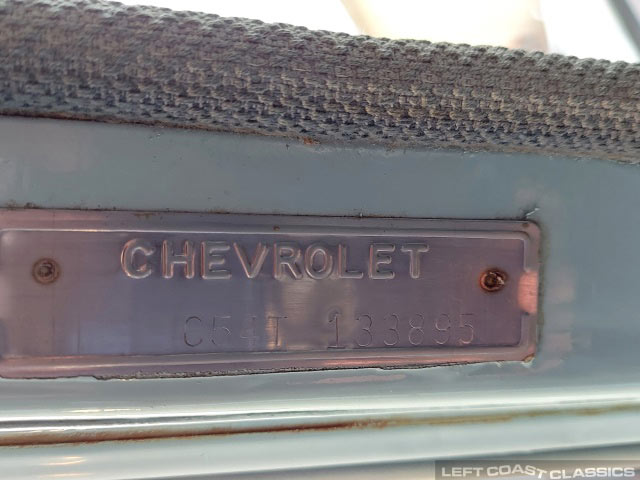 CHEVROLET
C54T 133895
LEFT COAST CLASSICS